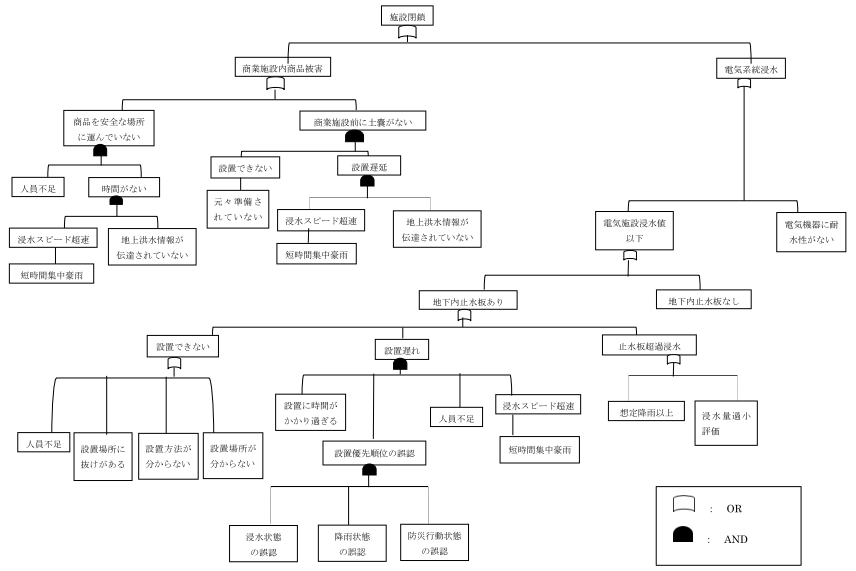 施設閉鎖
商業施設内商品被害
電気系統浸水
商品を安全な場所
に運んでいない
商業施設前に土嚢がない
人員不足
時間がない
設置できない
設置遅延
元々準備さ
れていない
浸水スピード超速
地上洪水情報が
伝達されていない
浸水スピード超速
地上洪水情報が
伝達されていない
短時間集中豪雨
短時間集中豪雨
電気施設浸水値
以下
電気機器に耐
水性がない
地下内止水板あり
地下内止水板なし
設置できない
設置遅れ
止水板超過浸水
人員不足
設置場所に
抜けがある
設置方法が
分からない
設置場所が
分からない
設置に時間が
かかり過ぎる
人員不足
浸水スピード超速
短時間集中豪雨
想定降雨以上
浸水量過小
評価
設置優先順位の誤認
浸水状態
の誤認
降雨状態
の誤認
防災行動状態
の誤認
： OR
： AND